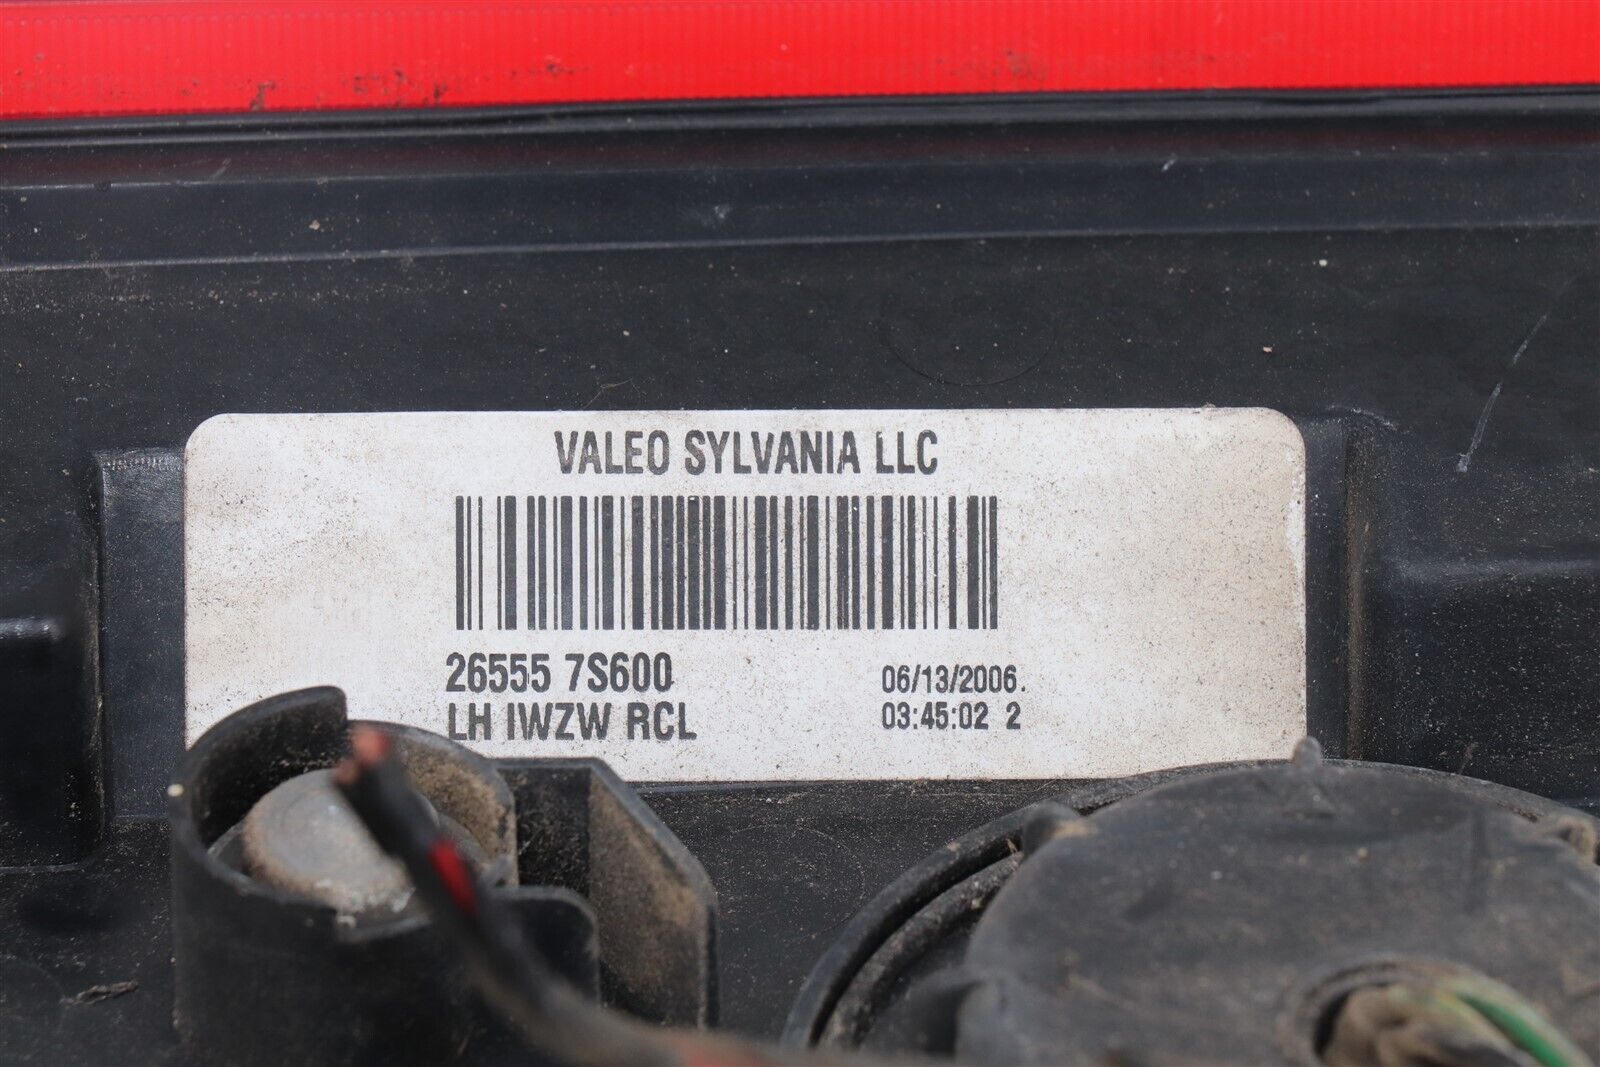 VALEO SYLVANIA LLC
26555 7S600
LH IWZW RCL
06/13/2006.
03:45:02 2